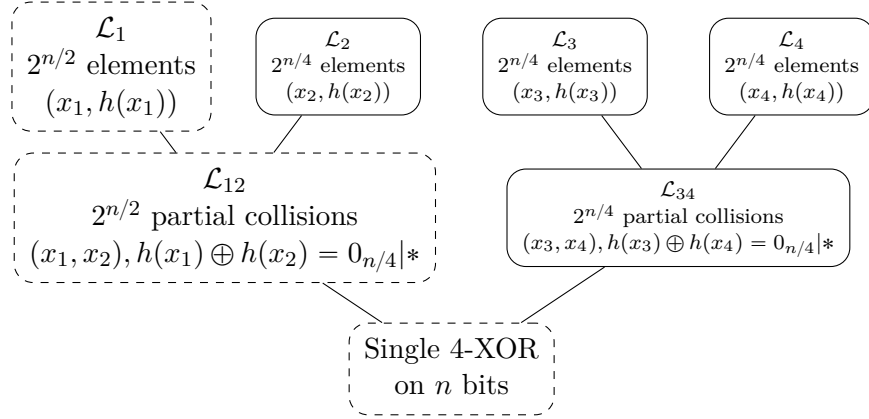 𝓛₁
2^{n/2} elements
(x₁, h(x₁))
𝓛₂
2^{n/4} elements
(x₂, h(x₂))
𝓛₃
2^{n/4} elements
(x₃, h(x₃))
𝓛₄
2^{n/4} elements
(x₄, h(x₄))
𝓛₁₂
2^{n/2} partial collisions
(x₁, x₂), h(x₁) ⊕ h(x₂) = 0_{n/4}|∗
𝓛₃₄
2^{n/4} partial collisions
(x₃, x₄), h(x₃) ⊕ h(x₄) = 0_{n/4}|∗
Single 4-XOR
on n bits